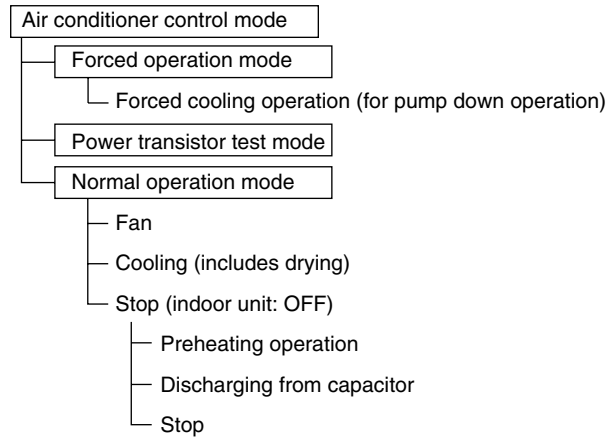 Air conditioner control mode
Forced operation mode
Forced cooling operation (for pump down operation)
Power transistor test mode
Normal operation mode
Fan
Cooling (includes drying)
Stop (indoor unit: OFF)
Preheating operation
Discharging from capacitor
Stop